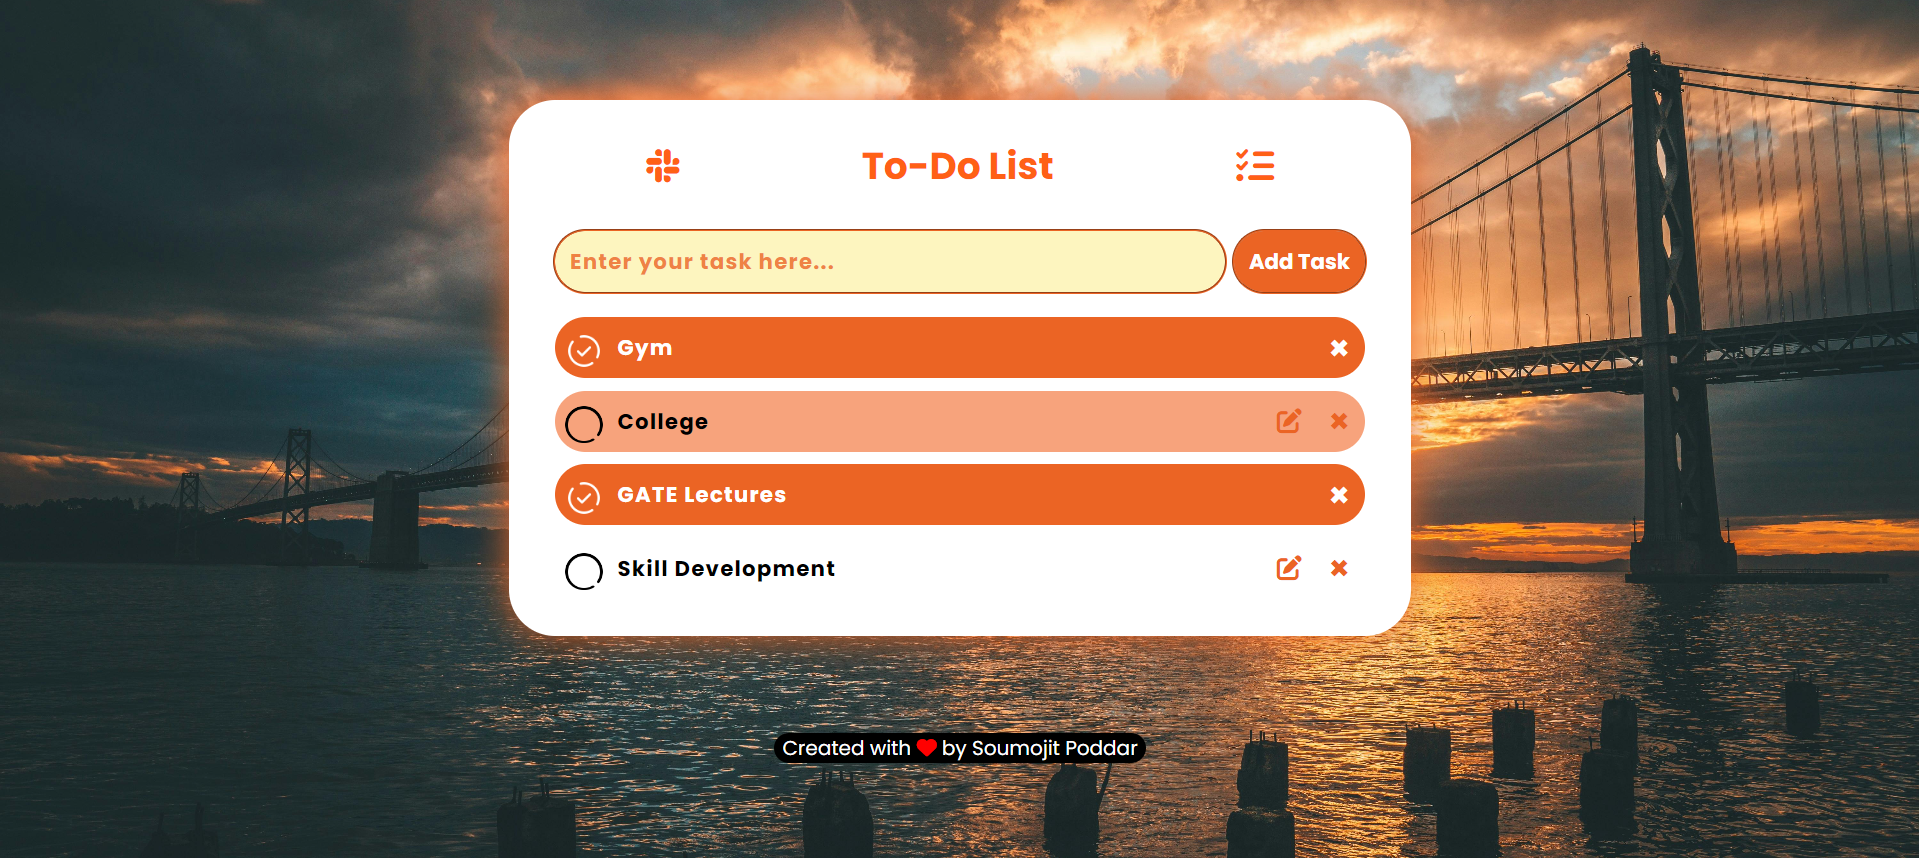 To-Do List
Enter your task here...
Add Task
Gym
College
GATE Lectures
Skill Development
Created with ❤ by Soumojit Poddar